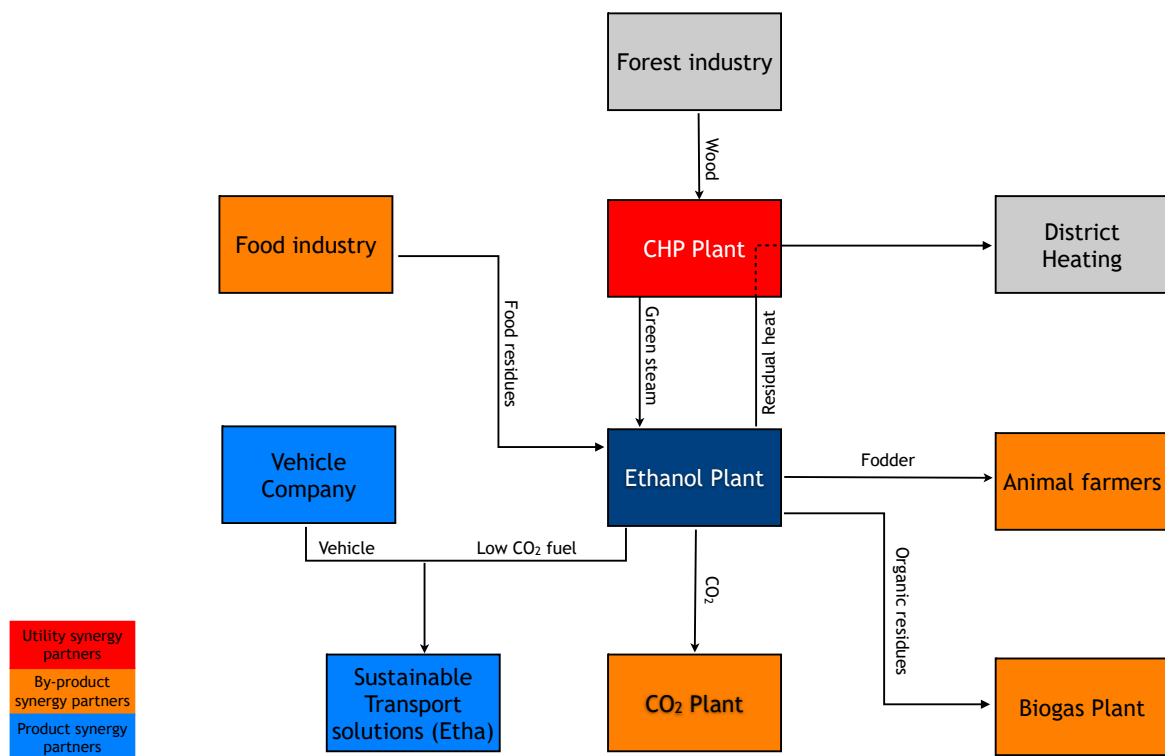 Forest industry
Wood
Food industry
CHP Plant
District
Heating
Food residues
Green steam
Residual heat
Vehicle
Company
Ethanol Plant
Fodder
Animal farmers
Vehicle
Low CO₂ fuel
CO₂
Organic residues
Utility synergy
partners
By-product
synergy partners
Product synergy
partners
Sustainable
Transport
solutions (Etha)
CO₂ Plant
Biogas Plant